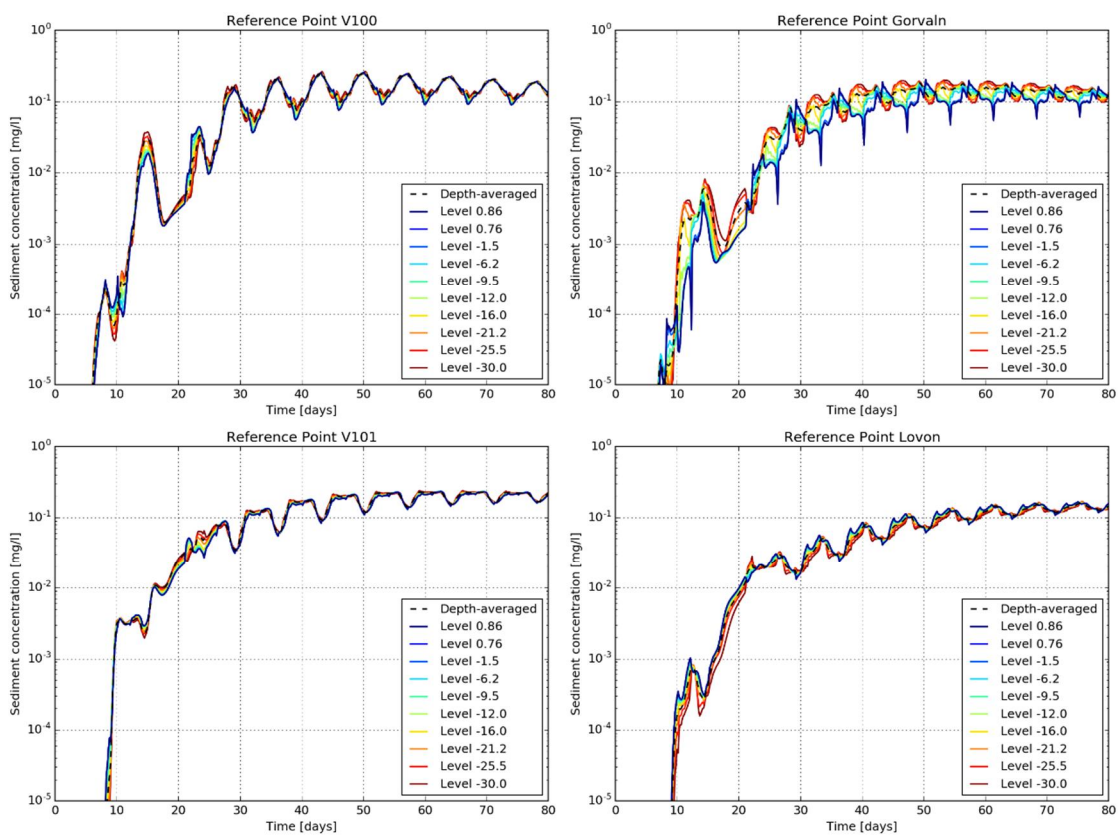 Reference Point V100
10^0
10^-1
10^-2
10^-3
10^-4
10^-5
Sediment concentration [mg/l]
Depth-averaged
Level 0.86
Level 0.76
Level -1.5
Level -6.2
Level -9.5
Level -12.0
Level -16.0
Level -21.2
Level -25.5
Level -30.0
0 10 20 30 40 50 60 70 80
Time [days]
Reference Point Gorvaln
10^0
10^-1
10^-2
10^-3
10^-4
10^-5
Sediment concentration [mg/l]
Depth-averaged
Level 0.86
Level 0.76
Level -1.5
Level -6.2
Level -9.5
Level -12.0
Level -16.0
Level -21.2
Level -25.5
Level -30.0
0 10 20 30 40 50 60 70 80
Time [days]
Reference Point V101
10^0
10^-1
10^-2
10^-3
10^-4
10^-5
Sediment concentration [mg/l]
Depth-averaged
Level 0.86
Level 0.76
Level -1.5
Level -6.2
Level -9.5
Level -12.0
Level -16.0
Level -21.2
Level -25.5
Level -30.0
0 10 20 30 40 50 60 70 80
Time [days]
Reference Point Lovon
10^0
10^-1
10^-2
10^-3
10^-4
10^-5
Sediment concentration [mg/l]
Depth-averaged
Level 0.86
Level 0.76
Level -1.5
Level -6.2
Level -9.5
Level -12.0
Level -16.0
Level -21.2
Level -25.5
Level -30.0
0 10 20 30 40 50 60 70 80
Time [days]